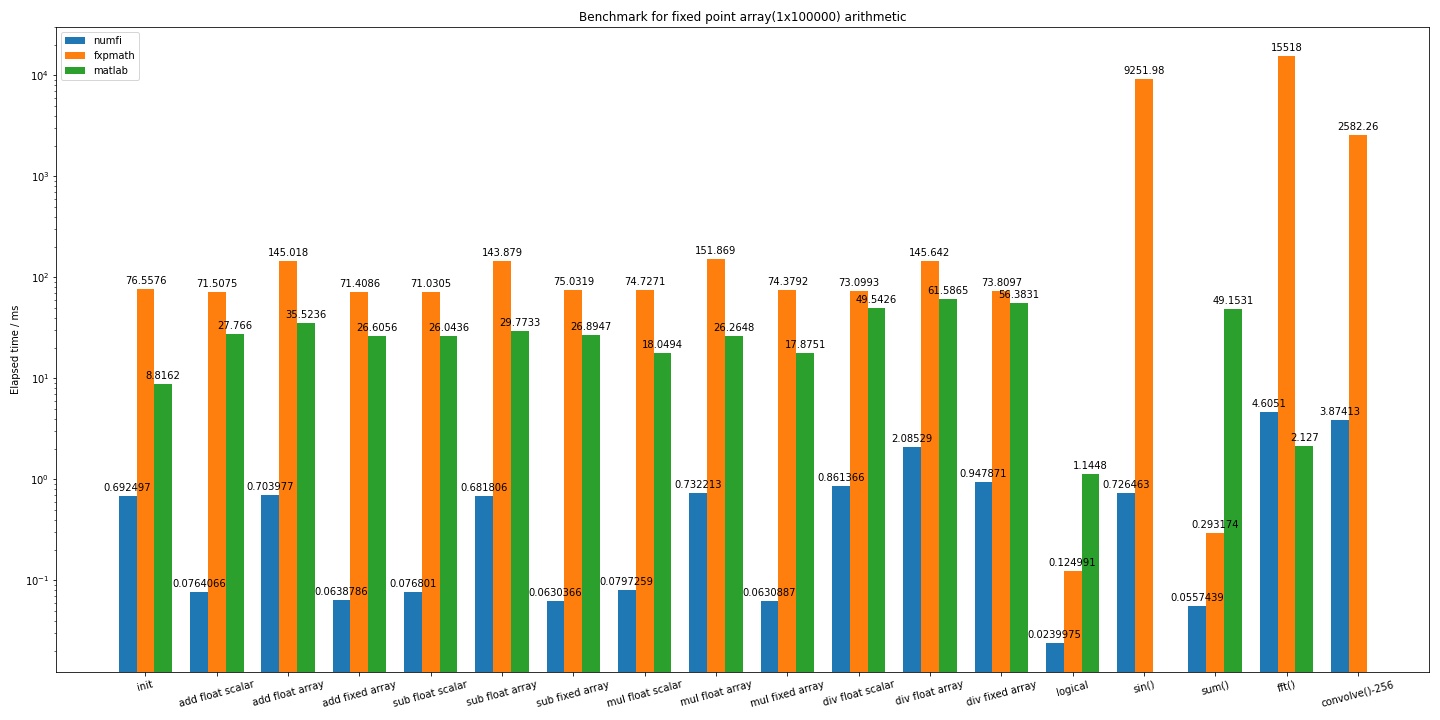 Benchmark for fixed point array(1x100000) arithmetic
numfi
fxpmath
matlab
Elapsed time / ms
10^4
10^3
10^2
10^1
10^0
10^-1
0.692497
76.5576
8.8162
0.0764066
71.5075
27.766
0.703977
145.018
35.5236
0.0638786
71.4086
26.6056
0.076801
71.0305
26.0436
0.681806
143.879
29.7733
0.0630366
75.0319
26.8947
0.0797259
74.7271
18.0494
0.732213
151.869
26.2648
0.0630887
74.3792
17.8751
0.861366
73.0993
49.5426
2.08529
145.642
61.5865
0.947871
73.8097
56.3831
0.0239975
0.124991
1.1448
0.726463
9251.98
0.0557439
0.293174
49.1531
4.6051
15518
2.127
3.87413
2582.26
init
add float scalar
add float array
add fixed array
sub float scalar
sub float array
sub fixed array
mul float scalar
mul float array
mul fixed array
div float scalar
div float array
div fixed array
logical
sin()
sum()
fft()
convolve()-256